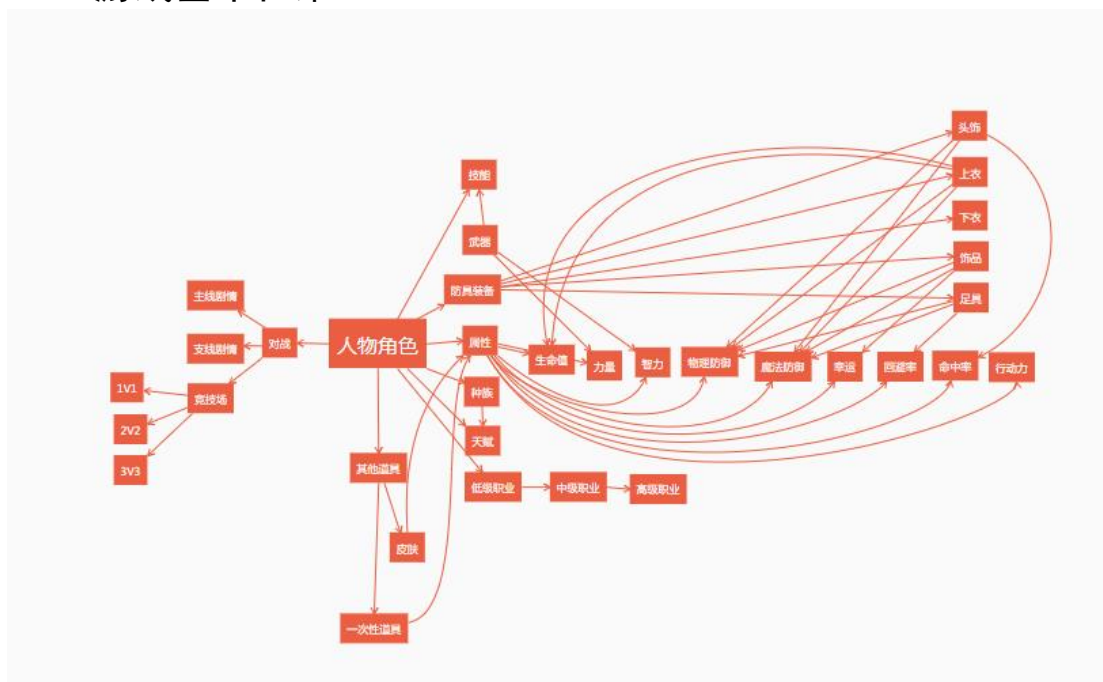 头饰
上衣
技能
下衣
武器
饰品
防具装备
足具
主线剧情
人物角色
属性
支线剧情
对战
生命值
力量
智力
物理防御
魔法防御
幸运
回避率
命中率
行动力
1V1
竞技场
种族
2V2
天赋
3V3
其他道具
低级职业
中级职业
高级职业
皮肤
一次性道具